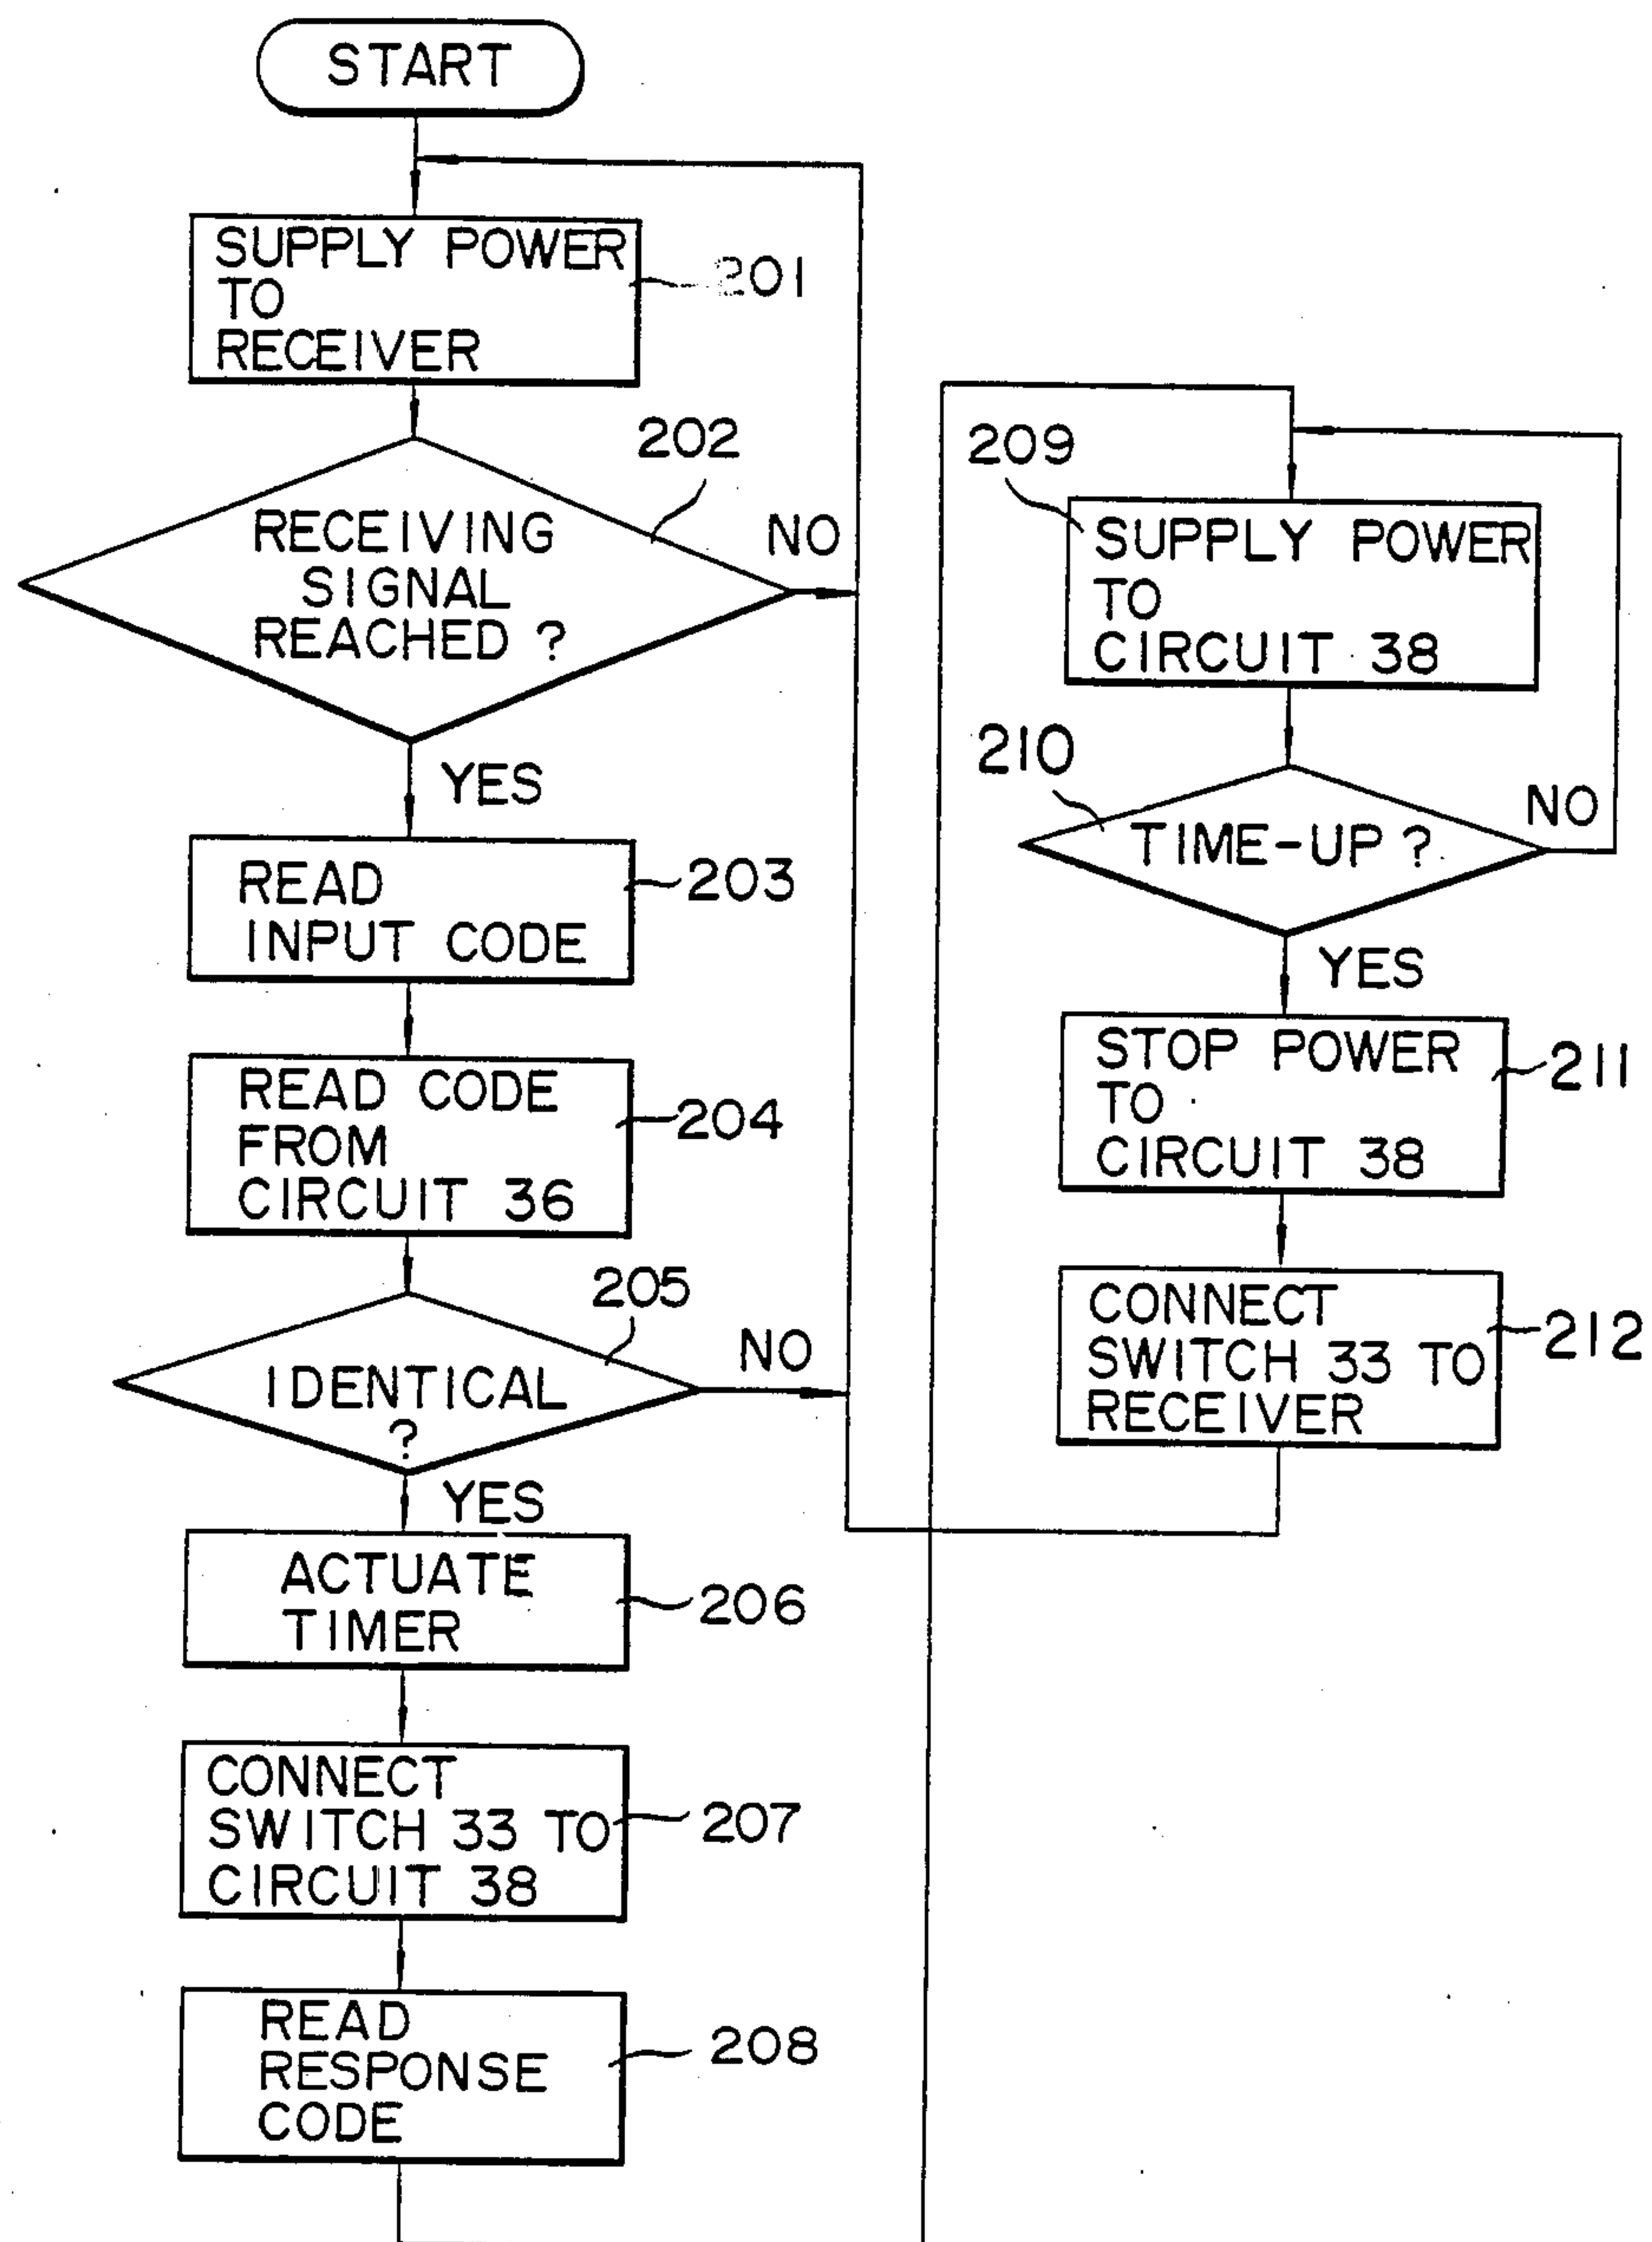 START
SUPPLY POWER
TO
RECEIVER
201
202
RECEIVING
SIGNAL
REACHED ?
NO
YES
READ
INPUT CODE
203
READ CODE
FROM
CIRCUIT 36
204
205
IDENTICAL
?
NO
YES
ACTUATE
TIMER
206
CONNECT
SWITCH 33 TO
CIRCUIT 38
207
READ
RESPONSE
CODE
208
209
SUPPLY POWER
TO
CIRCUIT 38
210
TIME-UP ?
NO
YES
STOP POWER
TO
CIRCUIT 38
211
CONNECT
SWITCH 33 TO
RECEIVER
212